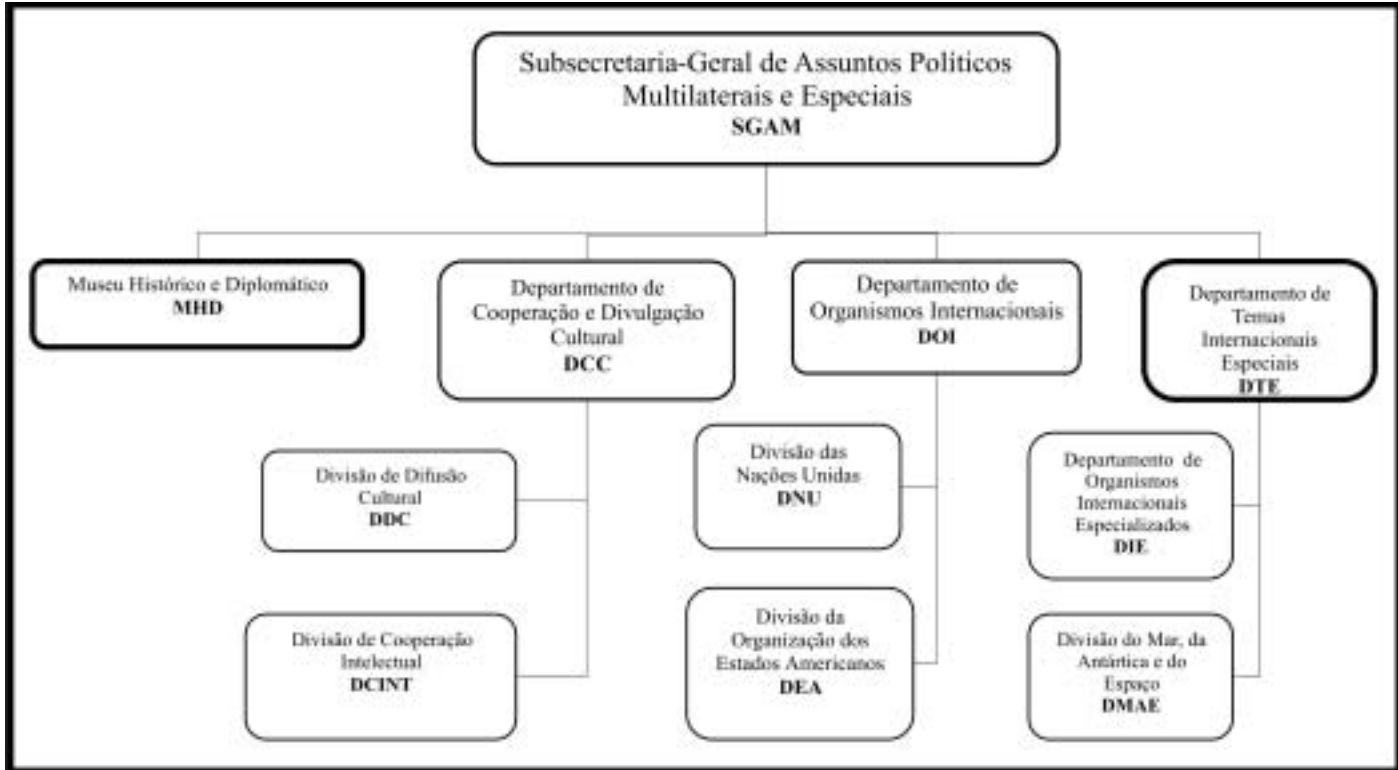 Subsecretaria-Geral de Assuntos Políticos
Multilaterais e Especiais
SGAM
Museu Histórico e Diplomático
MHD
Departamento de
Cooperação e Divulgação
Cultural
DCC
Departamento de
Organismos Internacionais
DOI
Departamento de
Temas
Internacionais
Especiais
DTE
Divisão de Difusão
Cultural
DDC
Divisão das
Nações Unidas
DNU
Departamento de
Organismos
Internacionais
Especializados
DIE
Divisão de Cooperação
Intelectual
DCINT
Divisão da
Organização dos
Estados Americanos
DEA
Divisão do Mar, da
Antártica e do
Espaço
DMAE